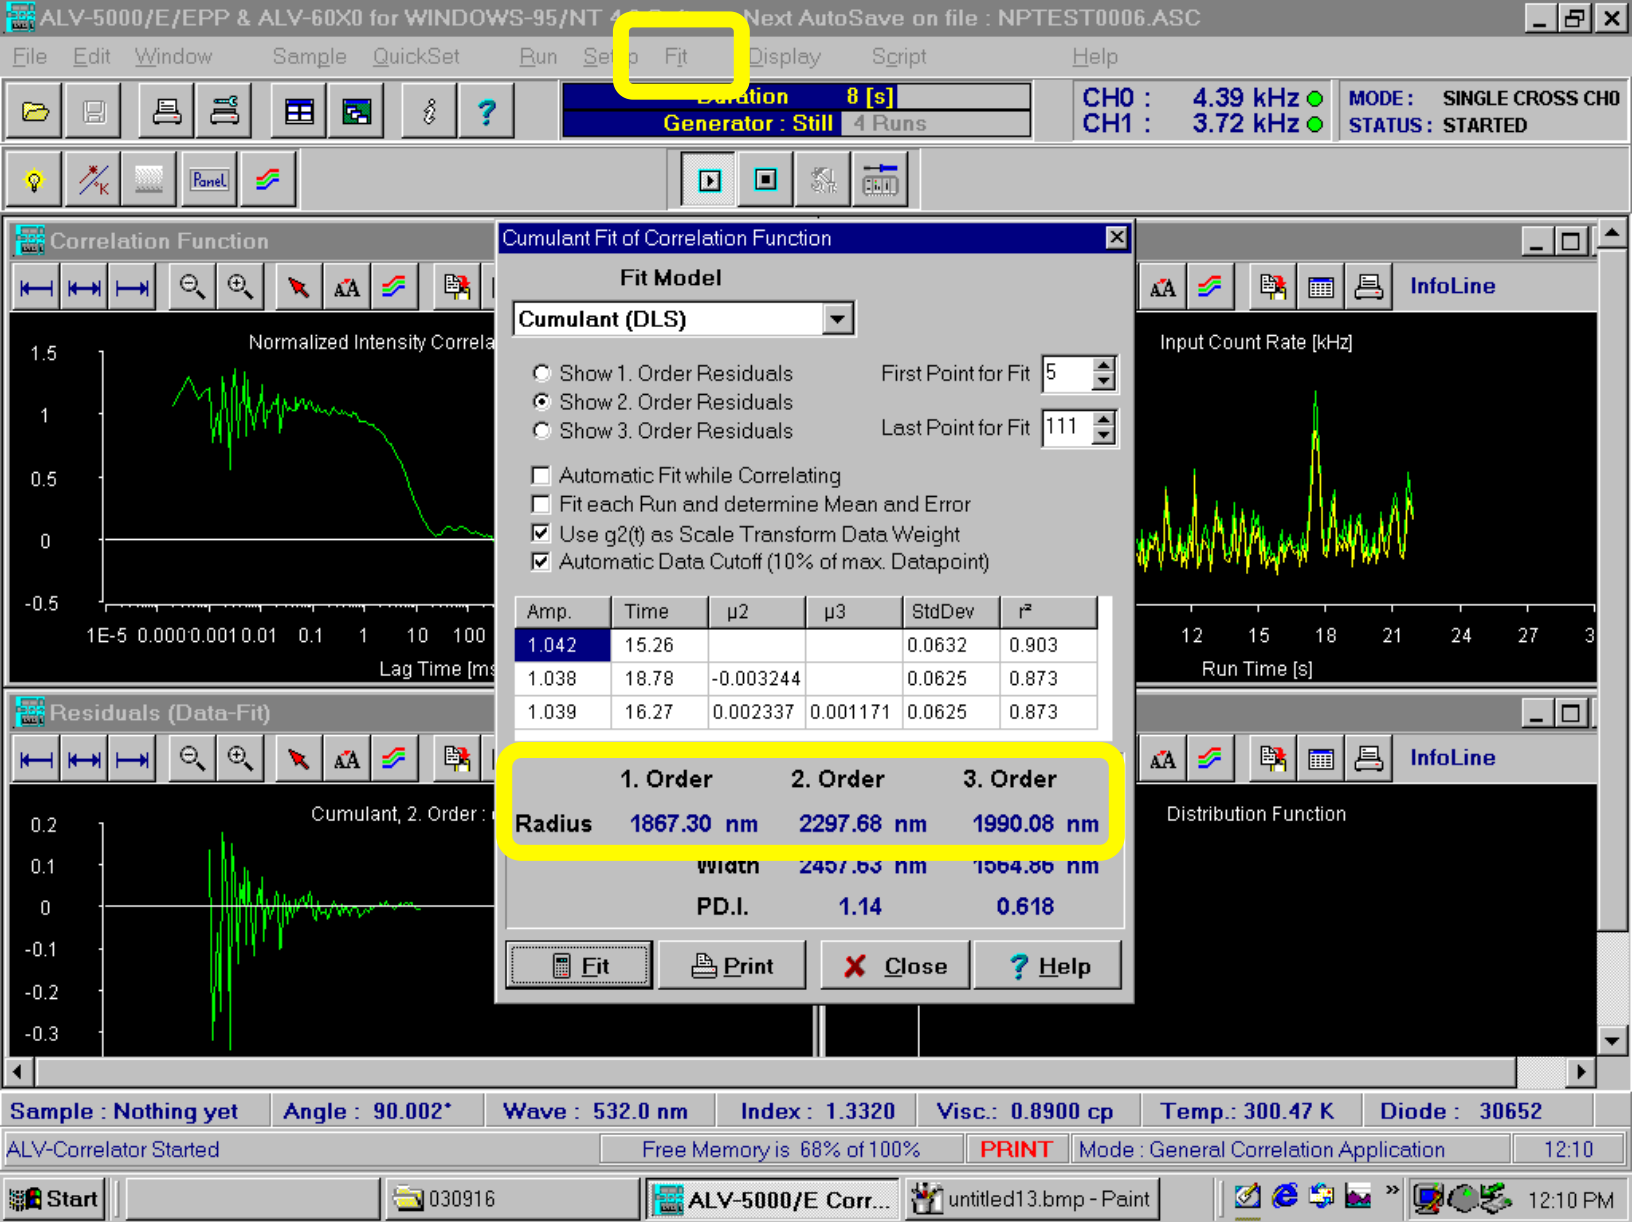 ALV-5000/E/EPP & ALV-60X0 for WINDOWS-95/NT Next AutoSave on file : NPTEST0006.ASC
File Edit Window Sample QuickSet Run Fit Display Script Help
Duration 8 [s]
Generator : Still 4 Runs
CH0 : 4.39 kHz
CH1 : 3.72 kHz
MODE : SINGLE CROSS CH0
STATUS : STARTED
°K
Panel
Correlation Function
InfoLine
Normalized Intensity Correla
1.5
1
0.5
0
-0.5
1E-5 0.000 0.001 0.01 0.1 1 10 100
Lag Time [ms
Cumulant Fit of Correlation Function
Fit Model
Cumulant (DLS)
Show 1. Order Residuals
Show 2. Order Residuals
Show 3. Order Residuals
First Point for Fit 5
Last Point for Fit 111
Automatic Fit while Correlating
Fit each Run and determine Mean and Error
Use g2(t) as Scale Transform Data Weight
Automatic Data Cutoff (10% of max. Datapoint)
Amp. Time µ2 µ3 StdDev r²
1.042 15.26 0.0632 0.903
1.038 18.78 -0.003244 0.0625 0.873
1.039 16.27 0.002337 0.001171 0.0625 0.873
1. Order 2. Order 3. Order
Radius 1867.30 nm 2297.68 nm 1990.08 nm
Width 2457.63 nm 1564.86 nm
PD.I. 1.14 0.618
Fit Print Close Help
Input Count Rate [kHz]
12 15 18 21 24 27 3
Run Time [s]
Residuals (Data-Fit)
InfoLine
Cumulant, 2. Order :
0.2
0.1
0
-0.1
-0.2
-0.3
Distribution Function
Sample : Nothing yet Angle : 90.002° Wave : 532.0 nm Index : 1.3320 Visc.: 0.8900 cp Temp.: 300.47 K Diode : 30652
ALV-Correlator Started Free Memory is 68% of 100% PRINT Mode : General Correlation Application 12:10
Start 030916 ALV-5000/E Corr... untitled13.bmp - Paint » 12:10 PM